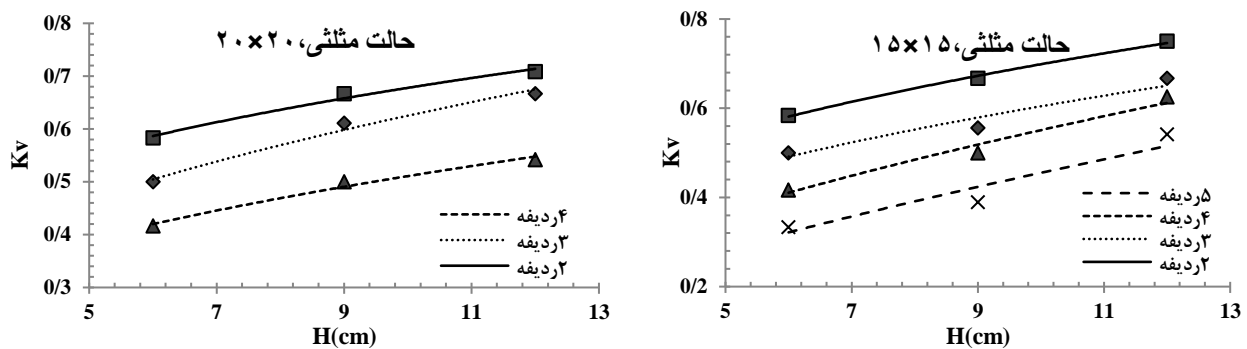 حالت مثلثی،۲۰×۲۰
0/8
0/7
0/6
0/5
0/4
0/3
Kv
۴ردیفه
۳ردیفه
۲ردیفه
5 7 9 11 13
H(cm)
حالت مثلثی،۱۵×۱۵
0/8
0/6
0/4
0/2
Kv
۵ردیفه
۴ردیفه
۳ردیفه
۲ردیفه
5 7 9 11 13
H(cm)